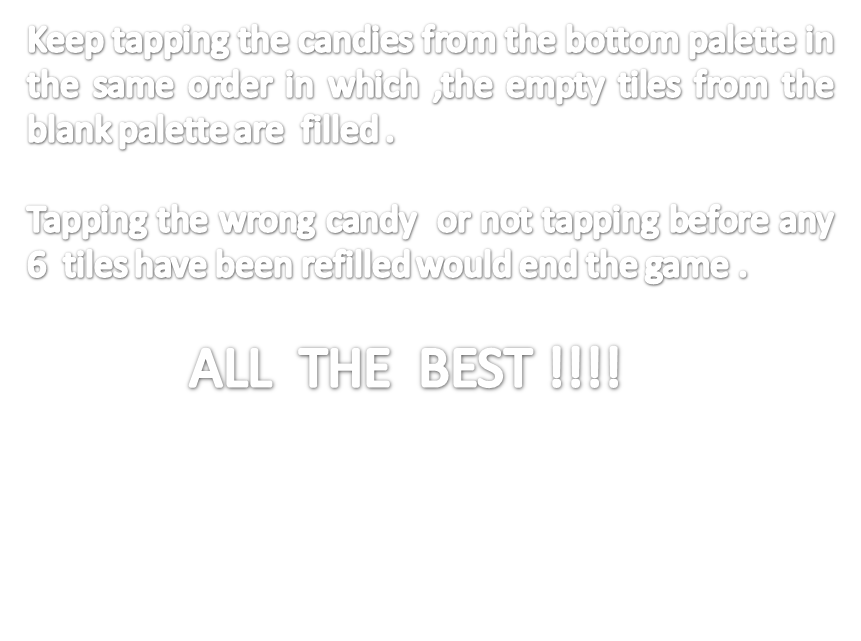 Keep tapping the candies from the bottom palette in
the same order in which ,the empty tiles from the
blank palette are filled .
Tapping the wrong candy or not tapping before any
6 tiles have been refilled would end the game .
ALL THE BEST !!!!